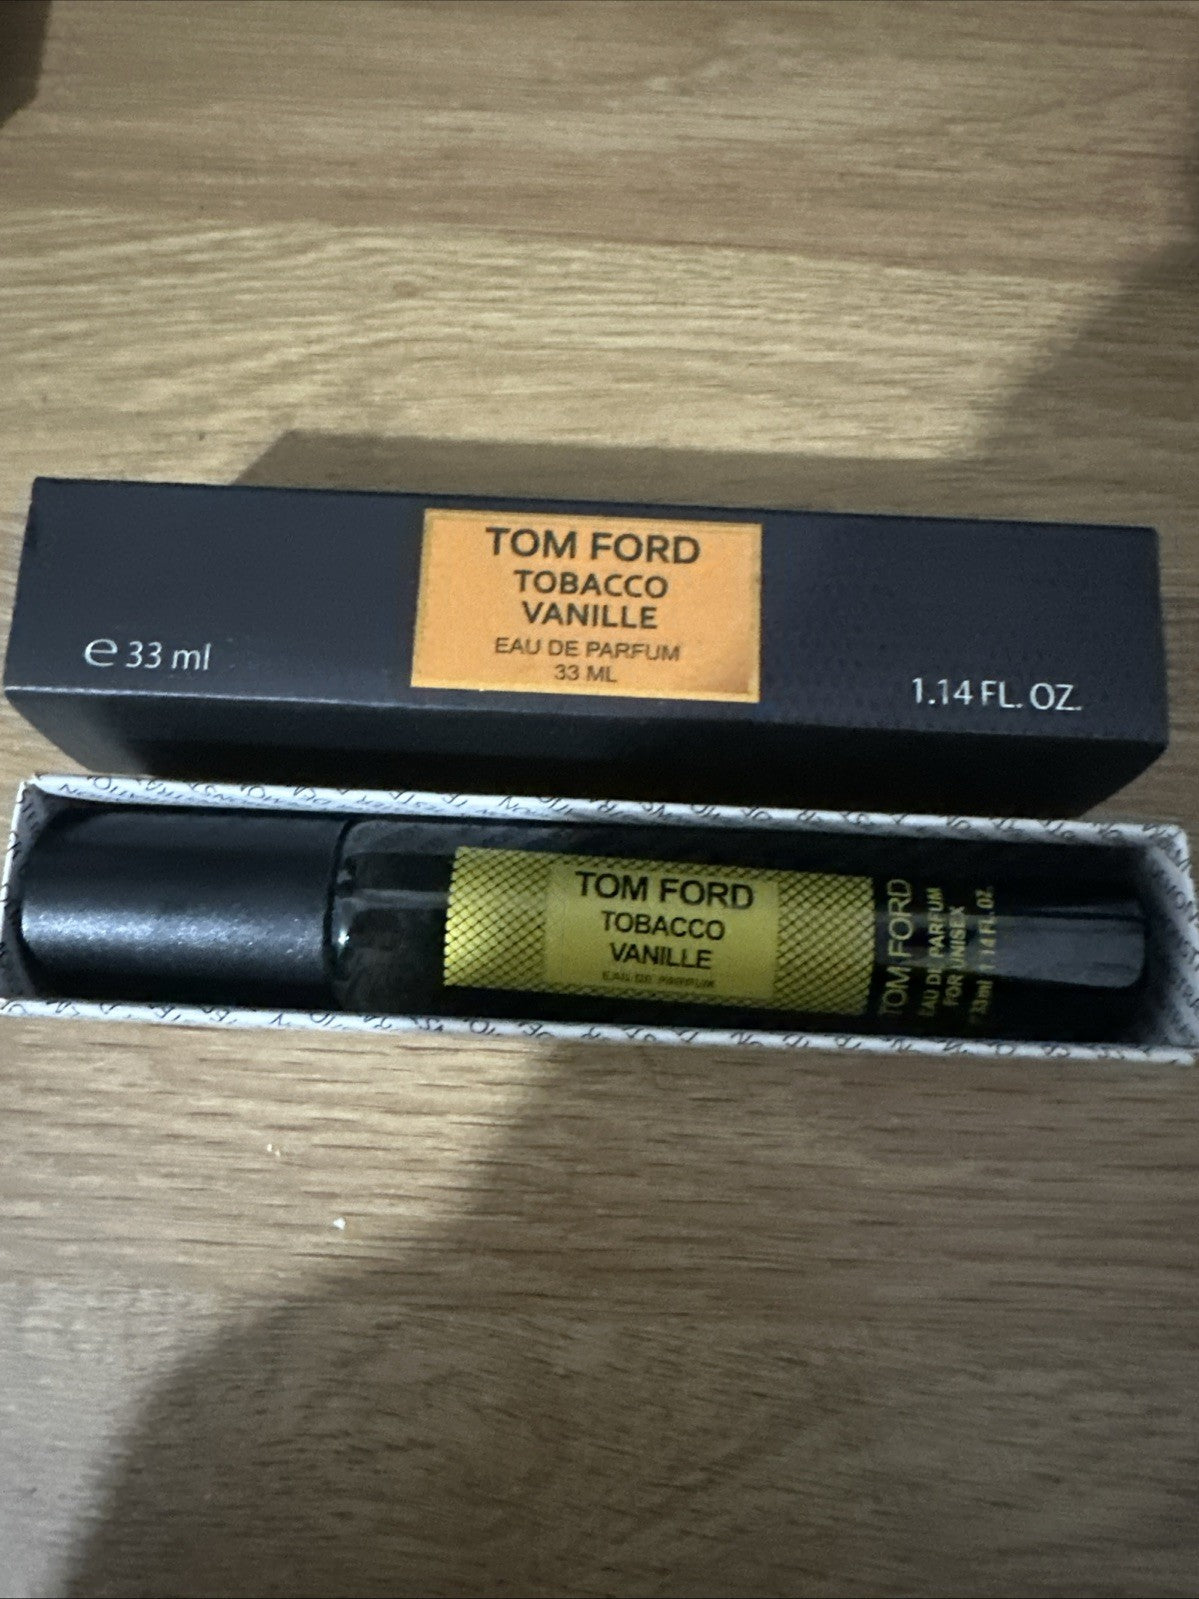 TOM FORD
TOBACCO
VANILLE
EAU DE PARFUM
33 ML
e 33 ml
1.14 FL. OZ.
TOM FORD
TOBACCO
VANILLE
EAU DE PARFUM
TOM FORD
EAU DE PARFUM
FOR UNISEX
33ml 1.14 FL. OZ.